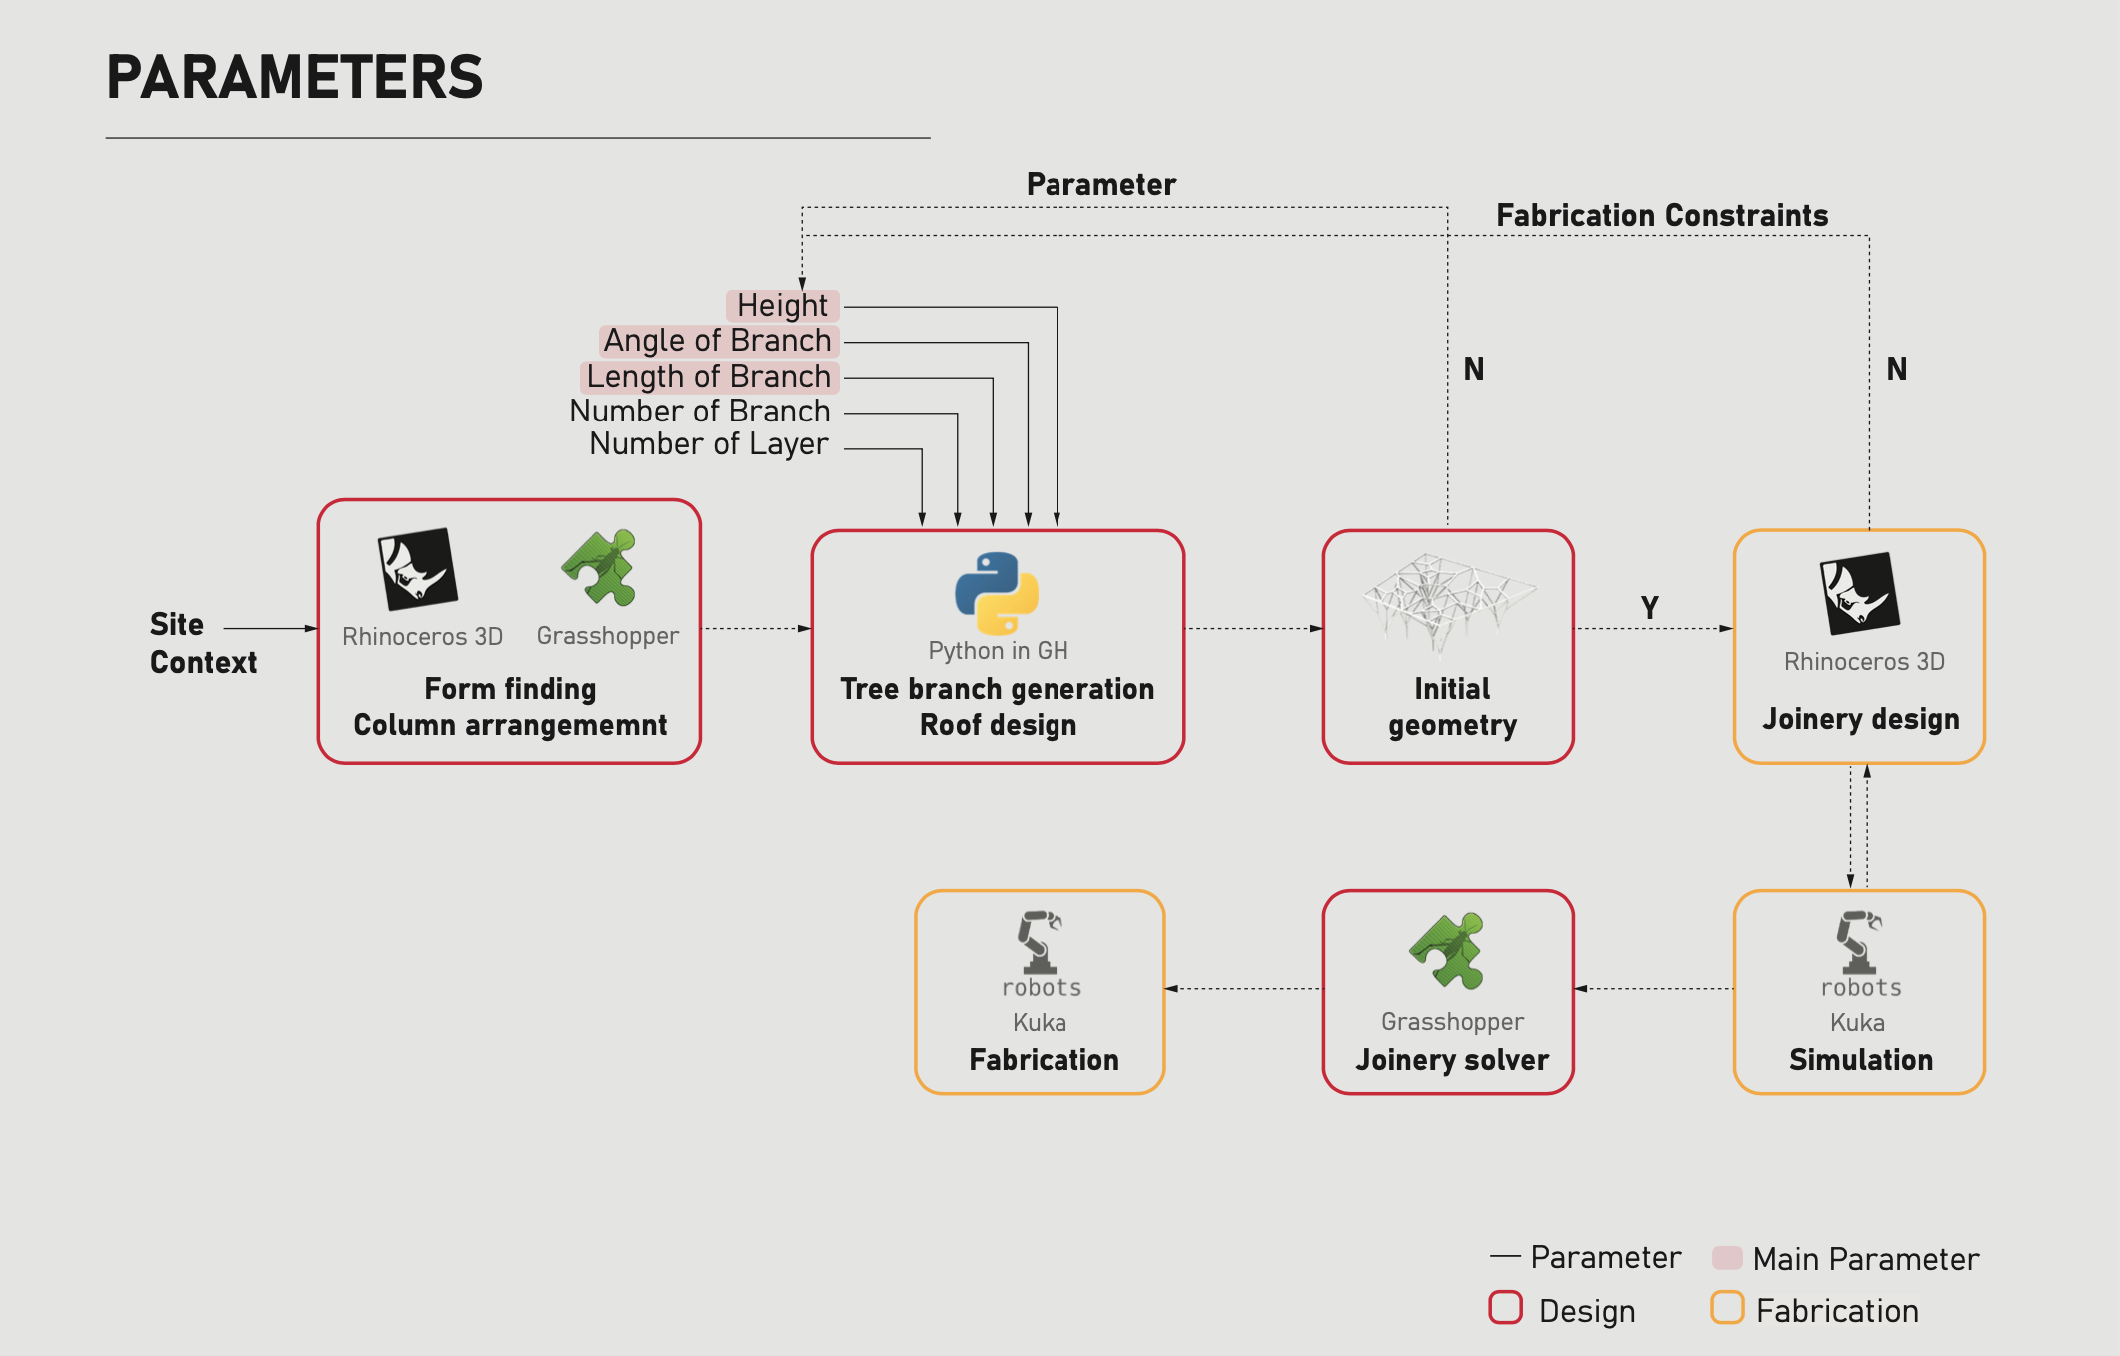 PARAMETERS
Parameter
Fabrication Constraints
Height
Angle of Branch
Length of Branch
Number of Branch
Number of Layer
N
N
Site
Context
Rhinoceros 3D
Grasshopper
Form finding
Column arrangememnt
Python in GH
Tree branch generation
Roof design
Initial
geometry
Y
Rhinoceros 3D
Joinery design
robots
Kuka
Fabrication
Grasshopper
Joinery solver
robots
Kuka
Simulation
Parameter
Main Parameter
Design
Fabrication